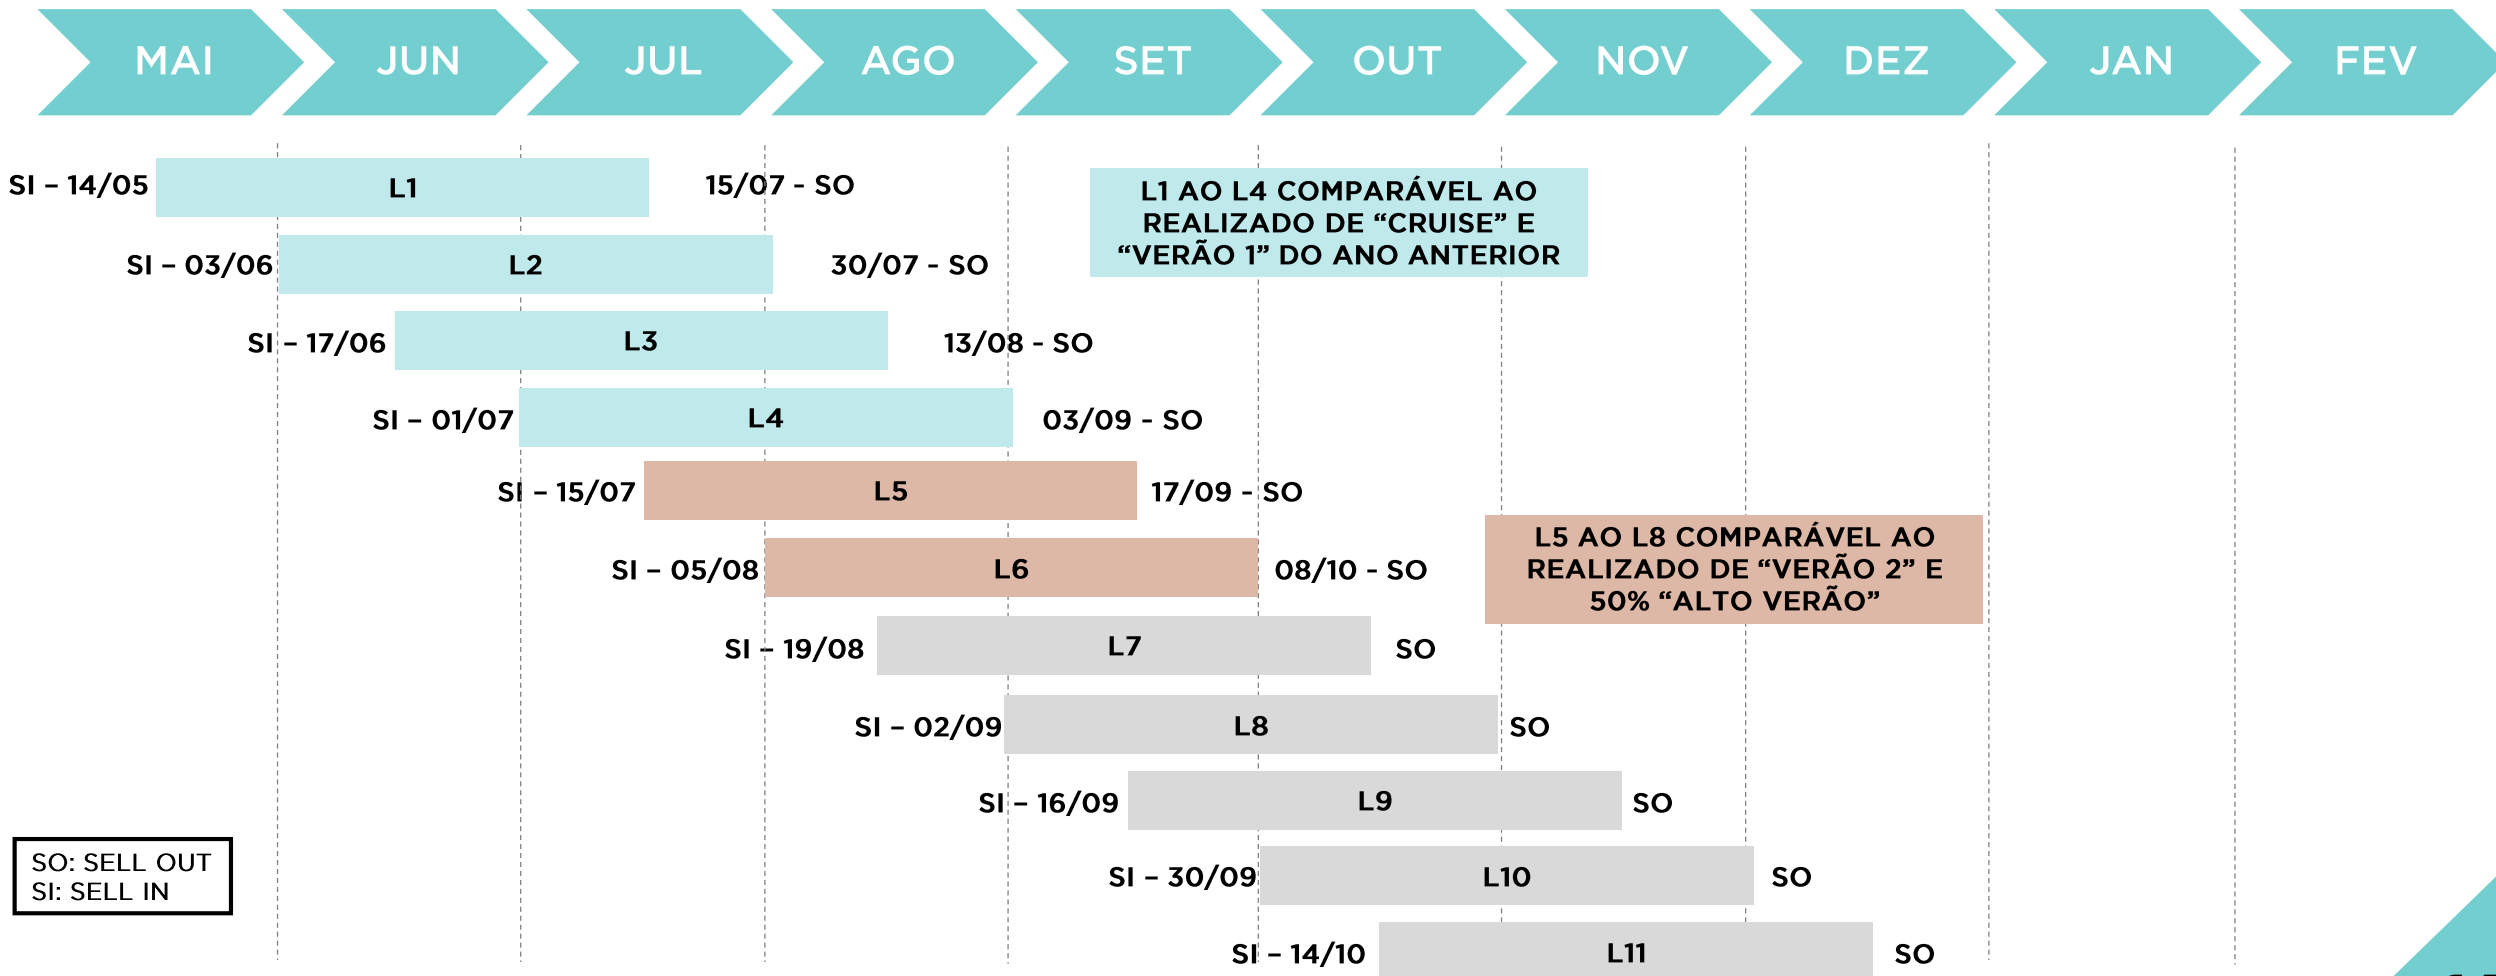 MAI JUN JUL AGO SET OUT NOV DEZ JAN FEV
SI – 14/05 L1 15/07 - SO
L1 AO L4 COMPARÁVEL AO
REALIZADO DE “CRUISE” E
“VERÃO 1” DO ANO ANTERIOR
SI – 03/06 L2 30/07 - SO
SI – 17/06 L3 13/08 - SO
SI – 01/07 L4 03/09 - SO
SI – 15/07 L5 17/09 - SO
L5 AO L8 COMPARÁVEL AO
REALIZADO DE “VERÃO 2” E
50% “ALTO VERÃO”
SI – 05/08 L6 08/10 - SO
SI – 19/08 L7 SO
SI – 02/09 L8 SO
SI – 16/09 L9 SO
SI – 30/09 L10 SO
SI – 14/10 L11 SO
SO: SELL OUT
SI: SELL IN